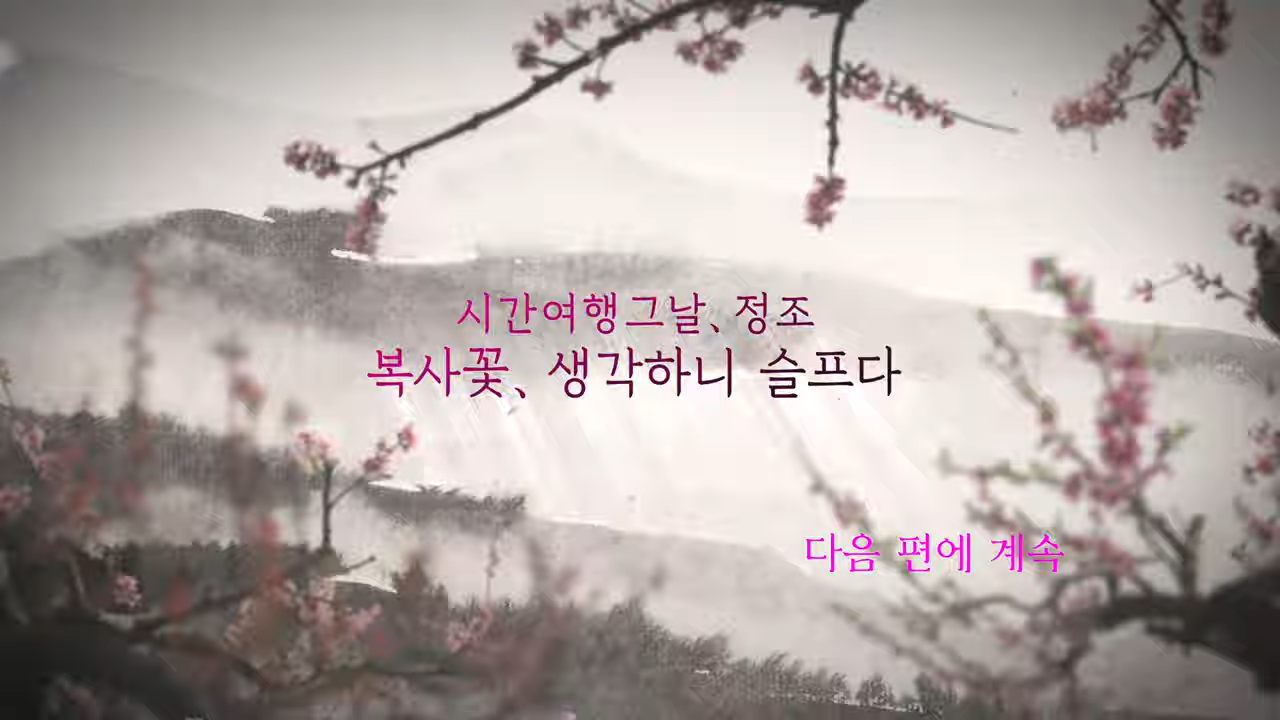 시간여행 그날, 정조
복사꽃, 생각하니 슬프다
다음 편에 계속